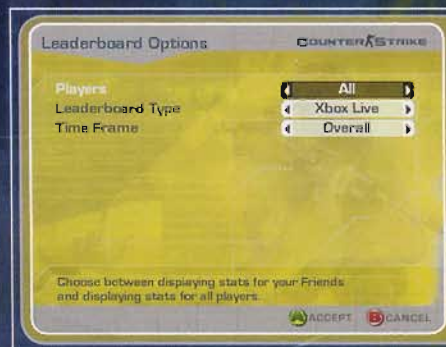 Leaderboard Options
COUNTER STRIKE
Players All
Leaderboard Type Xbox Live
Time Frame Overall
Choose between displaying stats for your Friends
and displaying stats for all players.
A ACCEPT B CANCEL